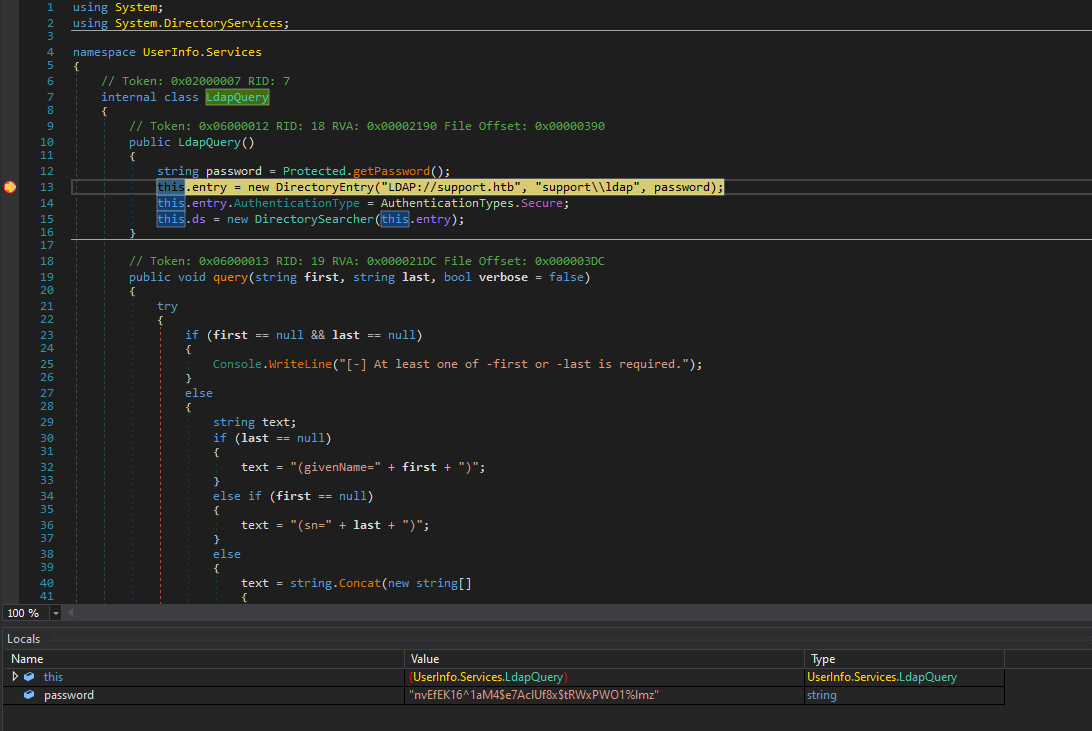 1 using System;
2 using System.DirectoryServices;
3
4 namespace UserInfo.Services
5 {
6 // Token: 0x02000007 RID: 7
7 internal class LdapQuery
8 {
9 // Token: 0x06000012 RID: 18 RVA: 0x00002190 File Offset: 0x00000390
10 public LdapQuery()
11 {
12 string password = Protected.getPassword();
13 this.entry = new DirectoryEntry("LDAP://support.htb", "support\\ldap", password);
14 this.entry.AuthenticationType = AuthenticationTypes.Secure;
15 this.ds = new DirectorySearcher(this.entry);
16 }
17
18 // Token: 0x06000013 RID: 19 RVA: 0x000021DC File Offset: 0x000003DC
19 public void query(string first, string last, bool verbose = false)
20 {
21 try
22 {
23 if (first == null && last == null)
24 {
25 Console.WriteLine("[-] At least one of -first or -last is required.");
26 }
27 else
28 {
29 string text;
30 if (last == null)
31 {
32 text = "(givenName=" + first + ")";
33 }
34 else if (first == null)
35 {
36 text = "(sn=" + last + ")";
37 }
38 else
39 {
40 text = string.Concat(new string[]
41 {
100 %
Locals
Name Value Type
this {UserInfo.Services.LdapQuery} UserInfo.Services.LdapQuery
password "nvEfEK16^1aM4$e7AclUf8x$tRWxPWO1%lmz" string